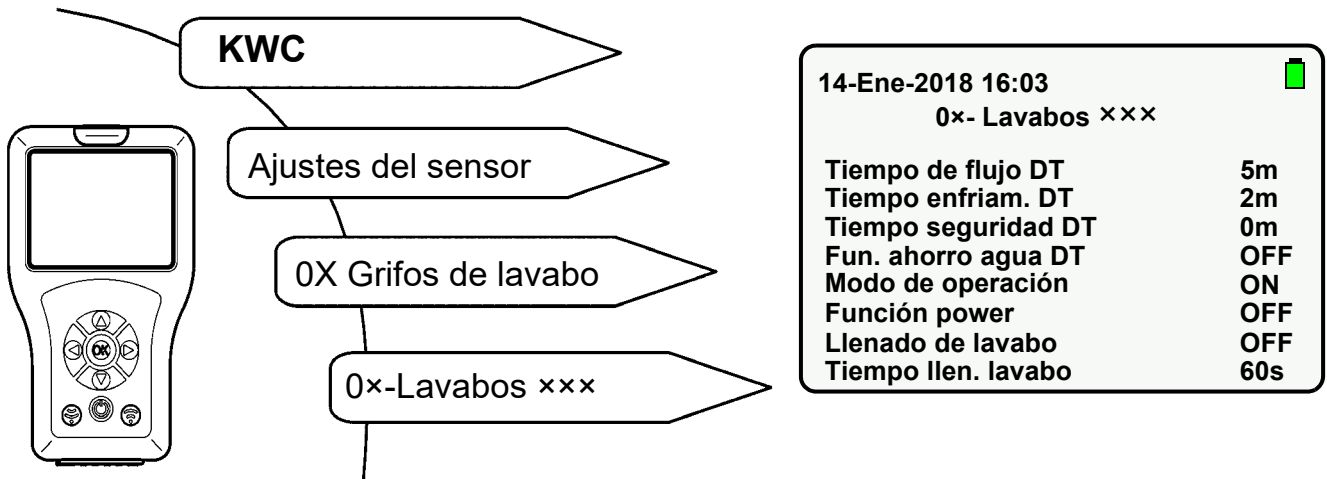 KWC
Ajustes del sensor
0X Grifos de lavabo
0×-Lavabos ×××
OK
14-Ene-2018 16:03
0×- Lavabos ×××
Tiempo de flujo DT 5m
Tiempo enfriam. DT 2m
Tiempo seguridad DT 0m
Fun. ahorro agua DT OFF
Modo de operación ON
Función power OFF
Llenado de lavabo OFF
Tiempo llen. lavabo 60s